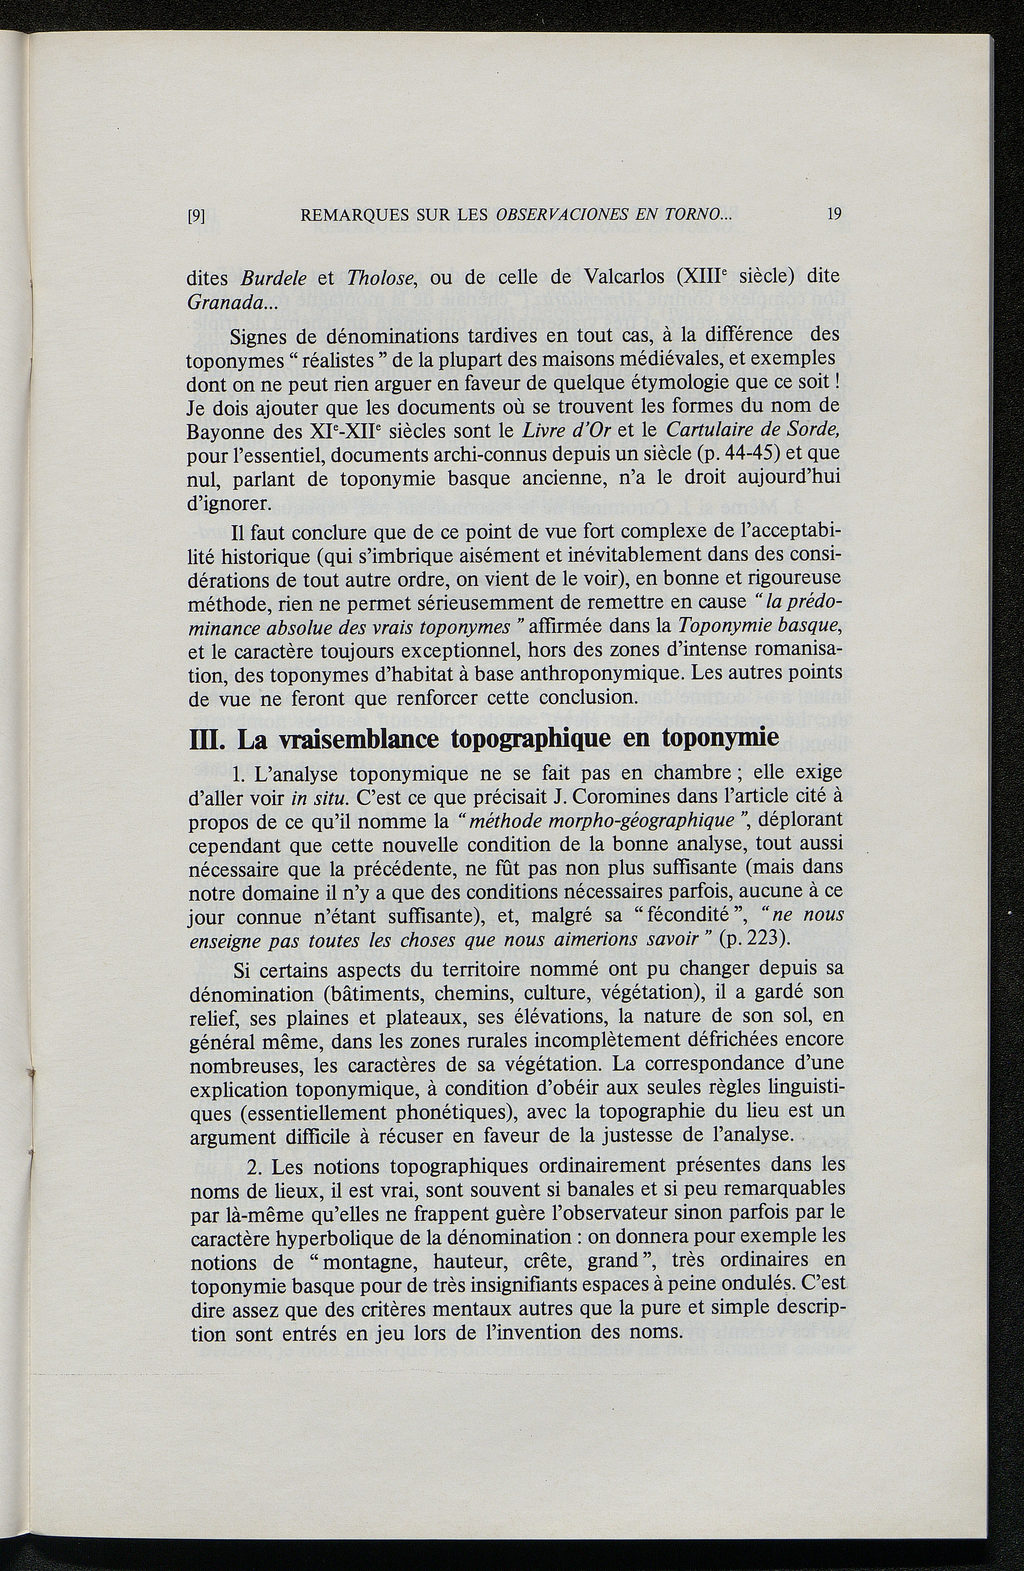 [9] REMARQUES SUR LES OBSERVACIONES EN TORNO... 19
dites Burdele et Tholose, ou de celle de Valcarlos (XIIIe siècle) dite
Granada...
Signes de dénominations tardives en tout cas, à la différence des
toponymes “ réalistes ” de la plupart des maisons médiévales, et exemples
dont on ne peut rien arguer en faveur de quelque étymologie que ce soit !
Je dois ajouter que les documents où se trouvent les formes du nom de
Bayonne des XIe-XIIe siècles sont le Livre d’Or et le Cartulaire de Sorde,
pour l’essentiel, documents archi-connus depuis un siècle (p. 44-45) et que
nul, parlant de toponymie basque ancienne, n’a le droit aujourd’hui
d’ignorer.
Il faut conclure que de ce point de vue fort complexe de l’acceptabi-
lité historique (qui s’imbrique aisément et inévitablement dans des consi-
dérations de tout autre ordre, on vient de le voir), en bonne et rigoureuse
méthode, rien ne permet sérieusemment de remettre en cause “ la prédo-
minance absolue des vrais toponymes ” affirmée dans la Toponymie basque,
et le caractère toujours exceptionnel, hors des zones d’intense romanisa-
tion, des toponymes d’habitat à base anthroponymique. Les autres points
de vue ne feront que renforcer cette conclusion.
III. La vraisemblance topographique en toponymie
1. L’analyse toponymique ne se fait pas en chambre ; elle exige
d’aller voir in situ. C’est ce que précisait J. Coromines dans l’article cité à
propos de ce qu’il nomme la “ méthode morpho-géographique ”, déplorant
cependant que cette nouvelle condition de la bonne analyse, tout aussi
nécessaire que la précédente, ne fût pas non plus suffisante (mais dans
notre domaine il n’y a que des conditions nécessaires parfois, aucune à ce
jour connue n’étant suffisante), et, malgré sa “ fécondité ”, “ ne nous
enseigne pas toutes les choses que nous aimerions savoir ” (p. 223).
Si certains aspects du territoire nommé ont pu changer depuis sa
dénomination (bâtiments, chemins, culture, végétation), il a gardé son
relief, ses plaines et plateaux, ses élévations, la nature de son sol, en
général même, dans les zones rurales incomplètement défrichées encore
nombreuses, les caractères de sa végétation. La correspondance d’une
explication toponymique, à condition d’obéir aux seules règles linguisti-
ques (essentiellement phonétiques), avec la topographie du lieu est un
argument difficile à récuser en faveur de la justesse de l’analyse.
2. Les notions topographiques ordinairement présentes dans les
noms de lieux, il est vrai, sont souvent si banales et si peu remarquables
par là-même qu’elles ne frappent guère l’observateur sinon parfois par le
caractère hyperbolique de la dénomination : on donnera pour exemple les
notions de “ montagne, hauteur, crête, grand ”, très ordinaires en
toponymie basque pour de très insignifiants espaces à peine ondulés. C’est
dire assez que des critères mentaux autres que la pure et simple descrip-
tion sont entrés en jeu lors de l’invention des noms.